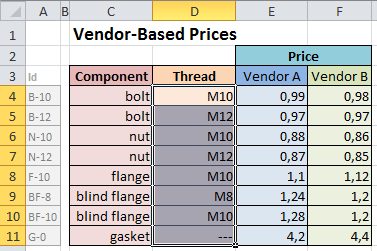 A B C D E F
1 Vendor-Based Prices
2 Price
3 Id Component Thread Vendor A Vendor B
4 B-10 bolt M10 0,99 0,98
5 B-12 bolt M12 0,97 0,97
6 N-10 nut M10 0,88 0,86
7 N-12 nut M12 0,87 0,85
8 F-10 flange M10 1,1 1,12
9 BF-8 blind flange M8 1,24 1,2
10 BF-10 blind flange M10 1,28 1,2
11 G-0 gasket --- 4,2 4,4